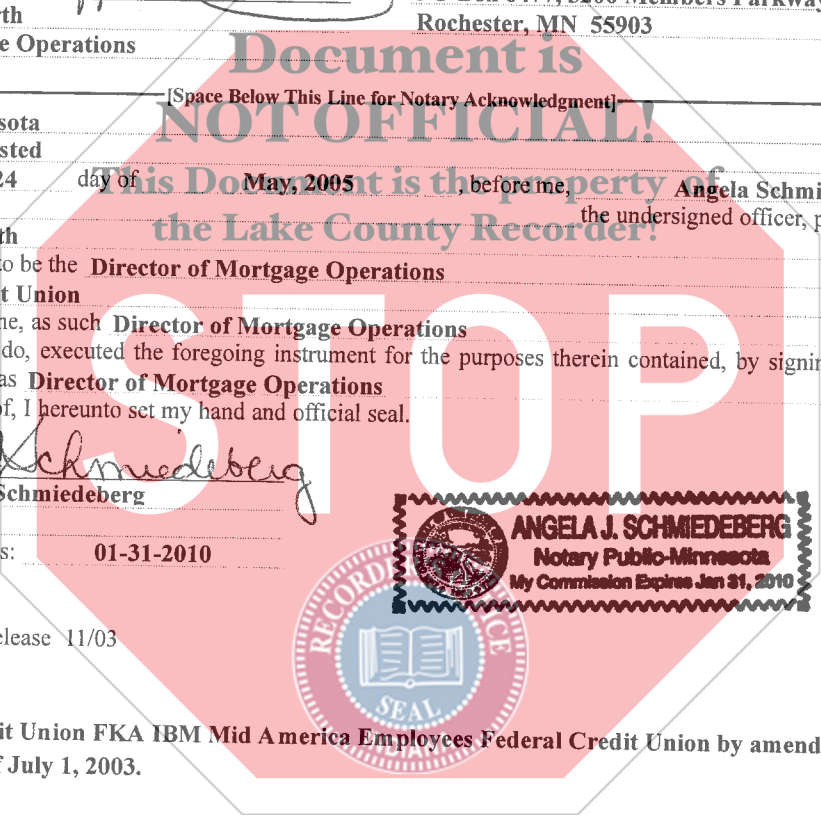 rth
Rochester, MN 55903
e Operations
Document is
[Space Below This Line for Notary Acknowledgment]
NOT OFFICIAL!
sota
sted
24 day of May, 2005 , before me, Angela Schmi
This Document is the property of
the undersigned officer, p
the Lake County Recorder!
th
to be the Director of Mortgage Operations
t Union
ne, as such Director of Mortgage Operations
do, executed the foregoing instrument for the purposes therein contained, by signin
as Director of Mortgage Operations
of, I hereunto set my hand and official seal.
STOP
Schmiedeberg
Schmiedeberg
ANGELA J. SCHMIEDEBERG
Notary Public-Minnesota
My Commission Expires Jan 31, 2010
s: 01-31-2010
SEAL
elease 11/03
it Union FKA IBM Mid America Employees Federal Credit Union by amend
f July 1, 2003.